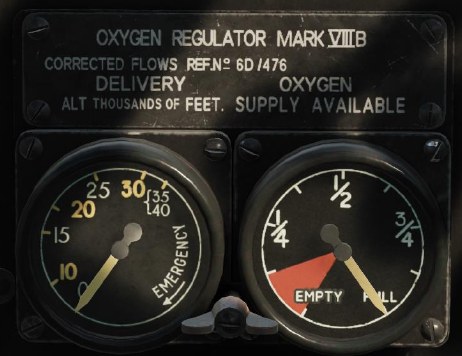 OXYGEN REGULATOR MARK VIII B
CORRECTED FLOWS REF. Nº 6D/476
DELIVERY OXYGEN
ALT THOUSANDS OF FEET. SUPPLY AVAILABLE
0
10
15
20
25
30
{35
{40
EMERGENCY
1/4
1/2
3/4
EMPTY